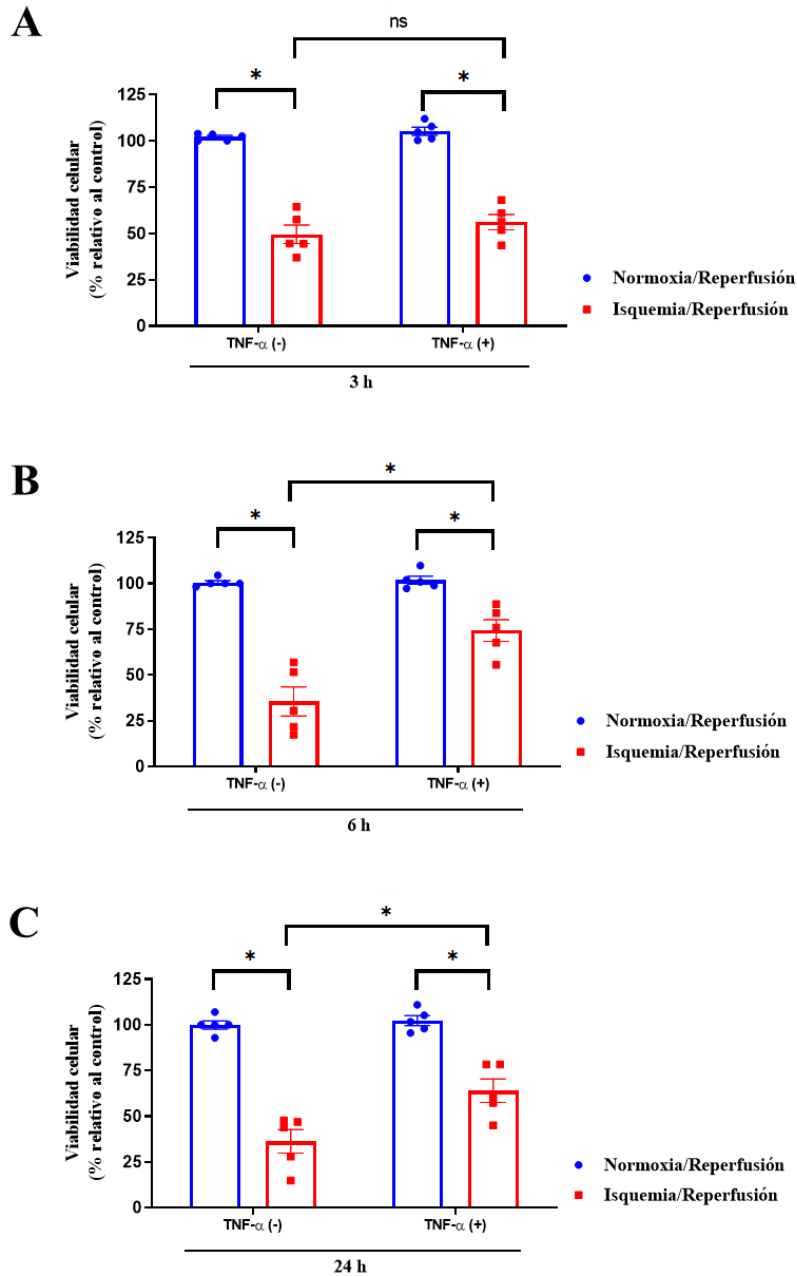 A
ns
*
*
125
100
75
50
25
0
Viabilidad celular
(% relativo al control)
TNF-α (-)
TNF-α (+)
3 h
Normoxia/Reperfusión
Isquemia/Reperfusión
B
*
*
*
125
100
75
50
25
0
Viabilidad celular
(% relativo al control)
TNF-α (-)
TNF-α (+)
6 h
Normoxia/Reperfusión
Isquemia/Reperfusión
C
*
*
*
125
100
75
50
25
0
Viabilidad celular
(% relativo al control)
TNF-α (-)
TNF-α (+)
24 h
Normoxia/Reperfusión
Isquemia/Reperfusión